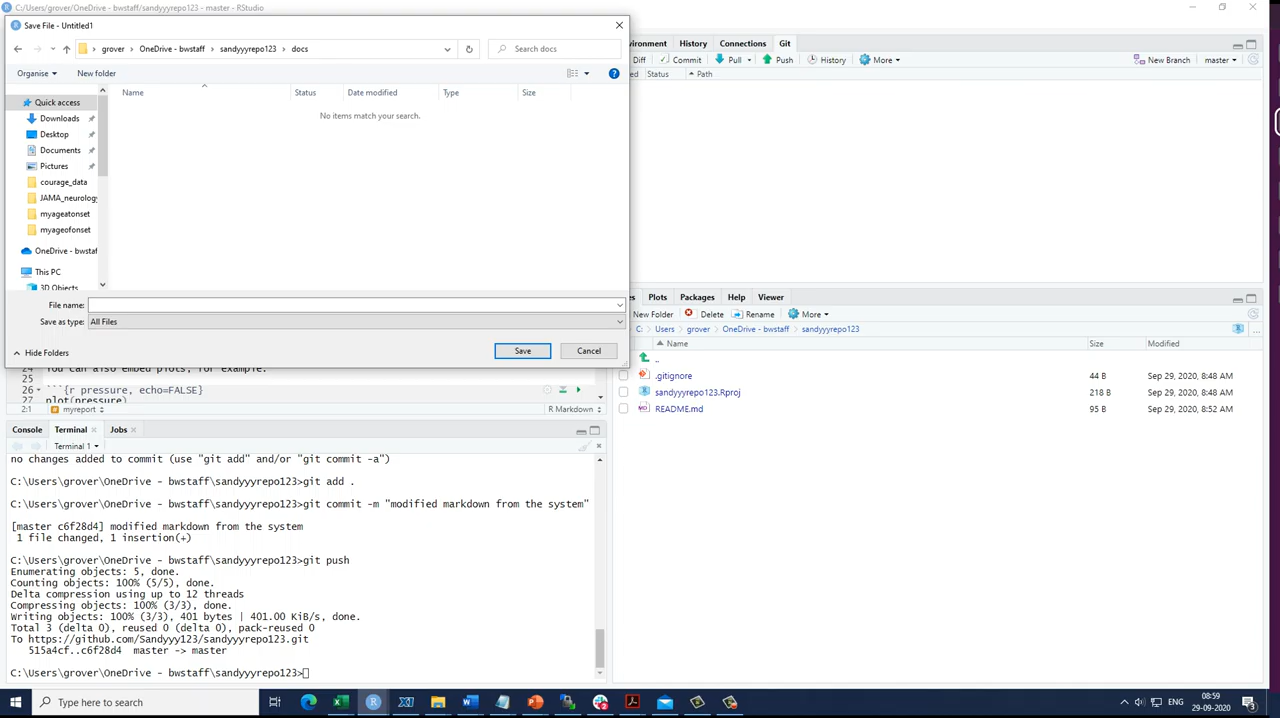 C:/Users/grover/OneDrive - bwstaff/sandyyyrepo123 - master - RStudio
Save File - Untitled1
grover > OneDrive - bwstaff > sandyyyrepo123 > docs
Search docs
Organise
New folder
Name
Status
Date modified
Type
Size
No items match your search.
Quick access
Downloads
Desktop
Documents
Pictures
courage_data
JAMA_neurology
myageatonset
myageofonset
OneDrive - bwstaf
This PC
3D Objects
File name:
Save as type: All Files
Hide Folders
Save
Cancel
History
Connections
Git
Diff
Commit
Pull
Push
History
More
New Branch
master
Status
Path
24
You can also embed plots, for example:
26 ```{r pressure, echo=FALSE}
27 plot(pressure)
2:1
myreport
R Markdown
Console
Terminal
Jobs
Terminal 1
no changes added to commit (use "git add" and/or "git commit -a")
C:\Users\grover\OneDrive - bwstaff\sandyyyrepo123>git add .
C:\Users\grover\OneDrive - bwstaff\sandyyyrepo123>git commit -m "modified markdown from the system"
[master c6f28d4] modified markdown from the system
1 file changed, 1 insertion(+)
C:\Users\grover\OneDrive - bwstaff\sandyyyrepo123>git push
Enumerating objects: 5, done.
Counting objects: 100% (5/5), done.
Delta compression using up to 12 threads
Compressing objects: 100% (3/3), done.
Writing objects: 100% (3/3), 401 bytes | 401.00 KiB/s, done.
Total 3 (delta 0), reused 0 (delta 0), pack-reused 0
To https://github.com/Sandyyy123/sandyyyrepo123.git
515a4cf..c6f28d4 master -> master
C:\Users\grover\OneDrive - bwstaff\sandyyyrepo123>
Plots
Packages
Help
Viewer
New Folder
Delete
Rename
More
C: > Users > grover > OneDrive - bwstaff > sandyyyrepo123
Name
Size
Modified
..
.gitignore 44 B Sep 29, 2020, 8:48 AM
sandyyyrepo123.Rproj 218 B Sep 29, 2020, 8:48 AM
README.md 95 B Sep 29, 2020, 8:52 AM
Type here to search
ENG
08:59
29-09-2020
3